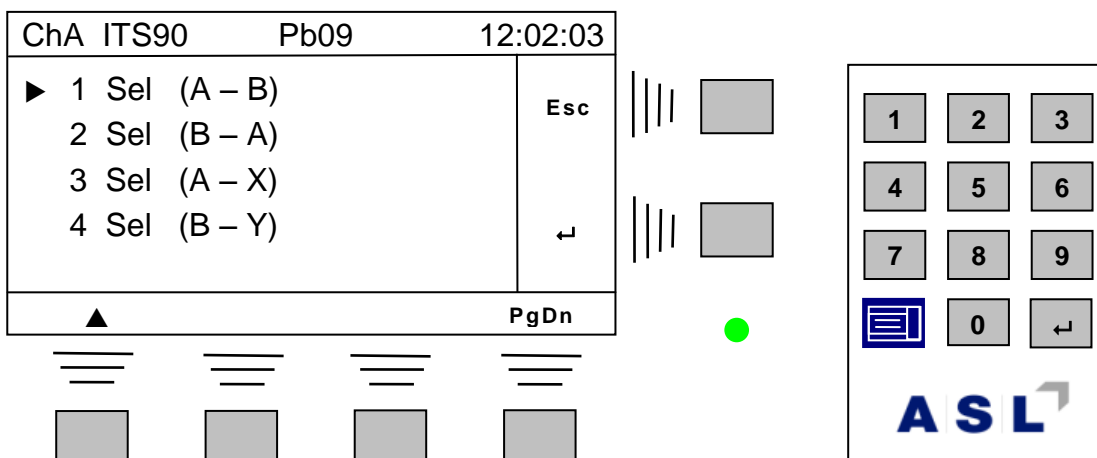 ChA ITS90 Pb09 12:02:03
▶ 1 Sel (A – B)
2 Sel (B – A)
3 Sel (A – X)
4 Sel (B – Y)
Esc
↵
▲ PgDn
1 2 3
4 5 6
7 8 9
0 ↵
ASL